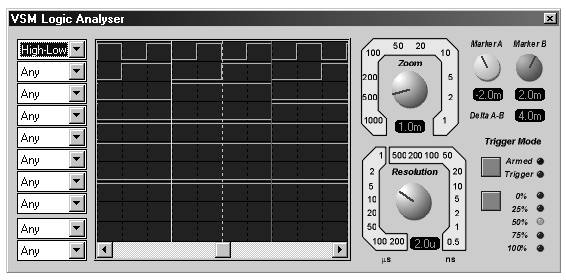 VSM Logic Analyser
High-Low
Any
Any
Any
Any
Any
Any
Any
Any
Any
100 50 20 10
200 5
500 2
1000 1
Zoom
1.0m
Marker A Marker B
-2.0m 2.0m
Delta A-B 4.0m
1 500 200 100 50
2 20
5 10
10 5
20 2
50 1
100 200 0.5
Resolution
2.0u
µs ns
Trigger Mode
Armed
Trigger
0%
25%
50%
75%
100%